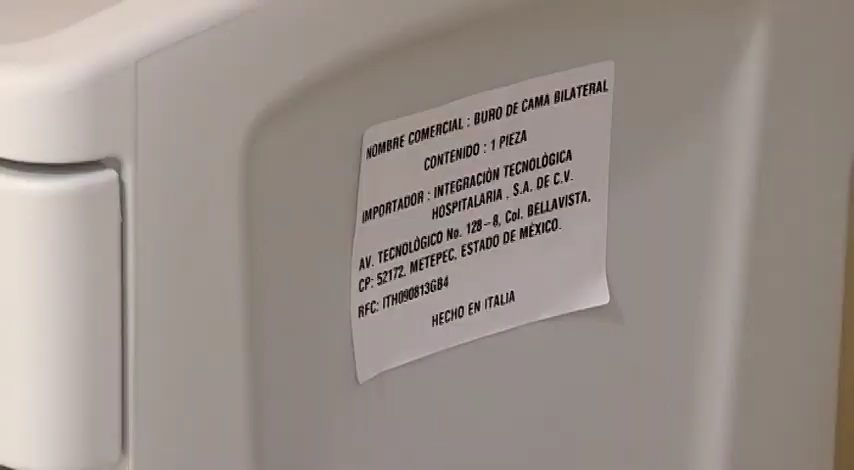 NOMBRE COMERCIAL : BURO DE CAMA BILATERAL
CONTENIDO : 1 PIEZA
IMPORTADOR : INTEGRACIÓN TECNOLÓGICA
HOSPITALARIA , S.A. DE C.V.
AV. TECNOLÓGICO No. 128-8, Col. BELLAVISTA,
CP: 52172, METEPEC, ESTADO DE MÉXICO.
RFC: ITH090813GB4
HECHO EN ITALIA